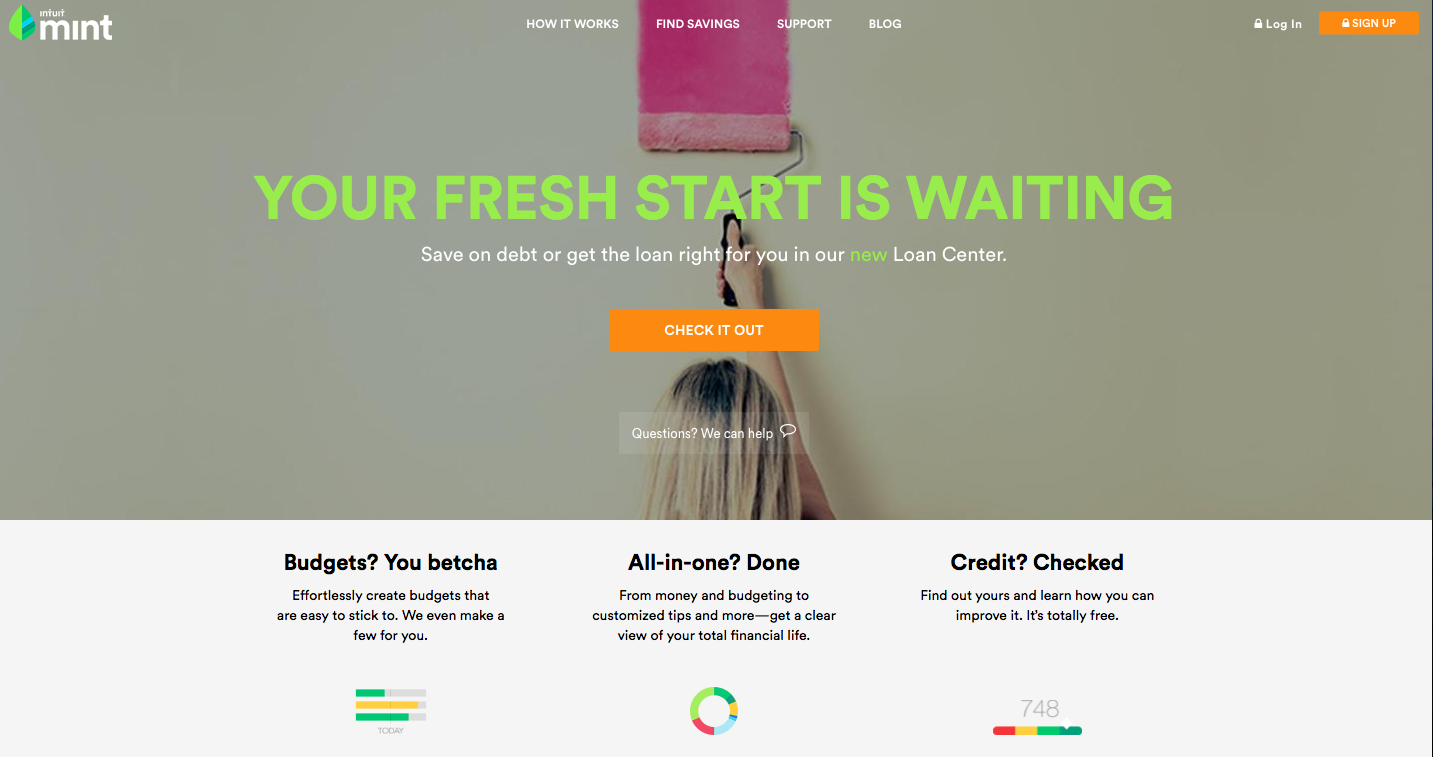 intuit
mint
HOW IT WORKS
FIND SAVINGS
SUPPORT
BLOG
Log In
SIGN UP
YOUR FRESH START IS WAITING
Save on debt or get the loan right for you in our new Loan Center.
CHECK IT OUT
Questions? We can help
Budgets? You betcha
Effortlessly create budgets that
are easy to stick to. We even make a
few for you.
TODAY
All-in-one? Done
From money and budgeting to
customized tips and more—get a clear
view of your total financial life.
Credit? Checked
Find out yours and learn how you can
improve it. It's totally free.
748